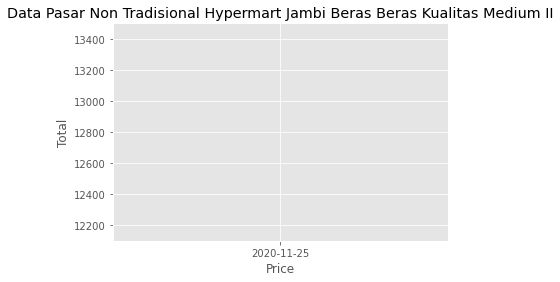 Data Pasar Non Tradisional Hypermart Jambi Beras Beras Kualitas Medium II
13400
13200
13000
12800
12600
12400
12200
Total
2020-11-25
Price